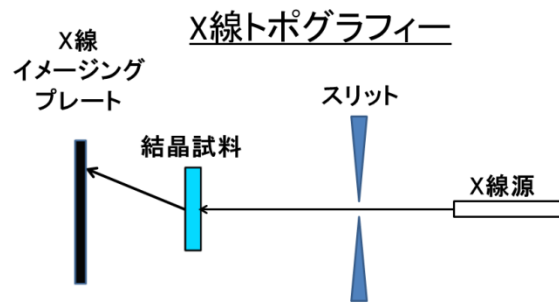 X線トポグラフィー
X線
イメージング
プレート
結晶試料
スリット
X線源